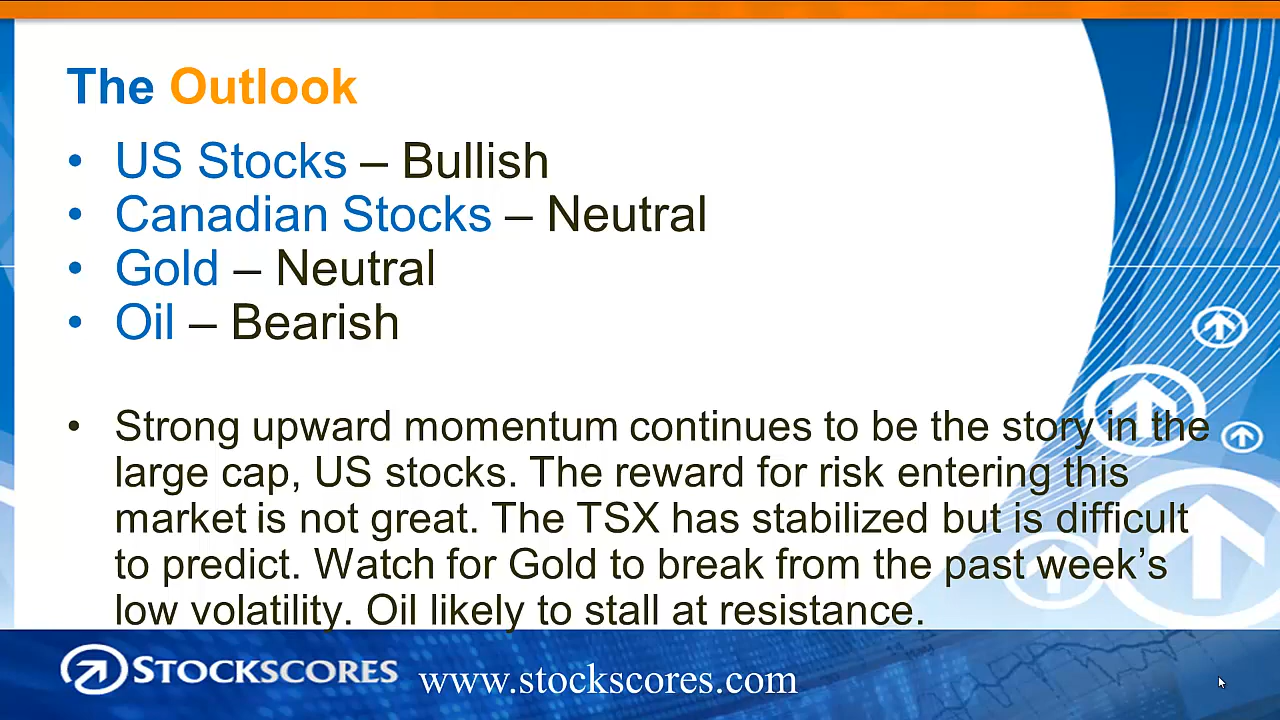 The Outlook
• US Stocks – Bullish
• Canadian Stocks – Neutral
• Gold – Neutral
• Oil – Bearish
• Strong upward momentum continues to be the story in the
large cap, US stocks. The reward for risk entering this
market is not great. The TSX has stabilized but is difficult
to predict. Watch for Gold to break from the past week’s
low volatility. Oil likely to stall at resistance.
STOCKSCORES www.stockscores.com